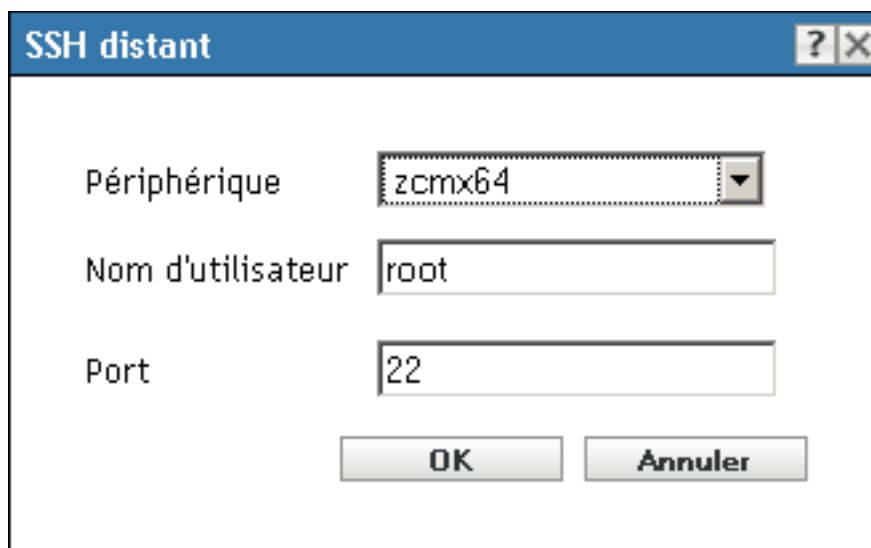 SSH distant
Périphérique zcmx64
Nom d'utilisateur root
Port 22
OK Annuler